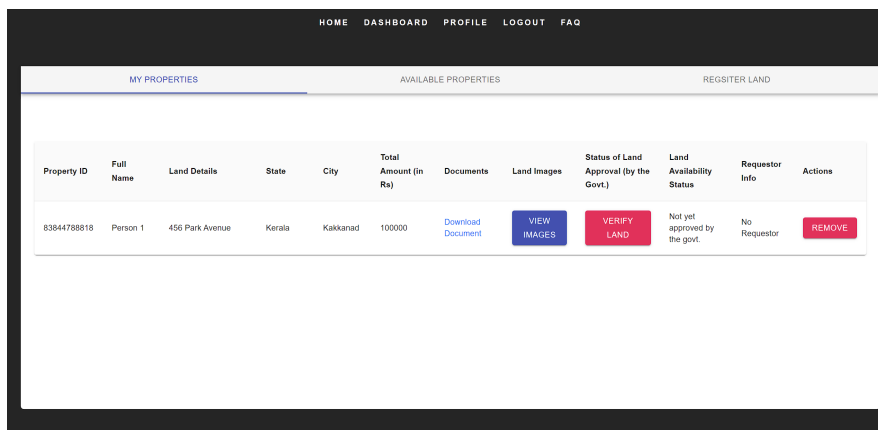 HOME DASHBOARD PROFILE LOGOUT FAQ
MY PROPERTIES AVAILABLE PROPERTIES REGSITER LAND
Property ID
Full
Name
Land Details
State
City
Total
Amount (in
Rs)
Documents
Land Images
Status of Land
Approval (by the
Govt.)
Land
Availability
Status
Requestor
Info
Actions
83844788818
Person 1
456 Park Avenue
Kerala
Kakkanad
100000
Download
Document
VIEW
IMAGES
VERIFY
LAND
Not yet
approved by
the govt.
No
Requestor
REMOVE